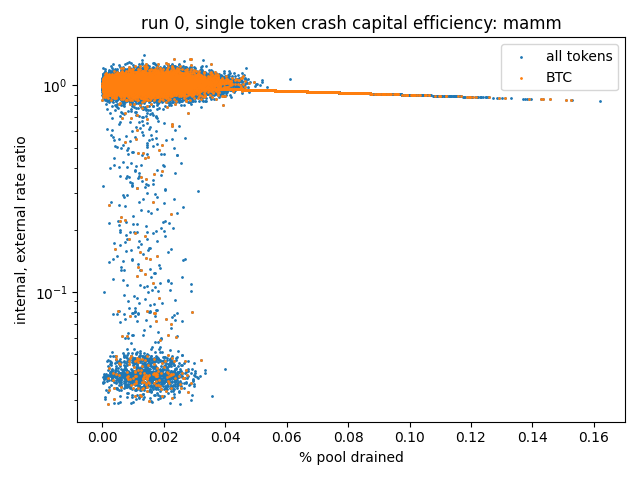 run 0, single token crash capital efficiency: mamm
all tokens
BTC
internal, external rate ratio
10⁰
10⁻¹
0.00 0.02 0.04 0.06 0.08 0.10 0.12 0.14 0.16
% pool drained